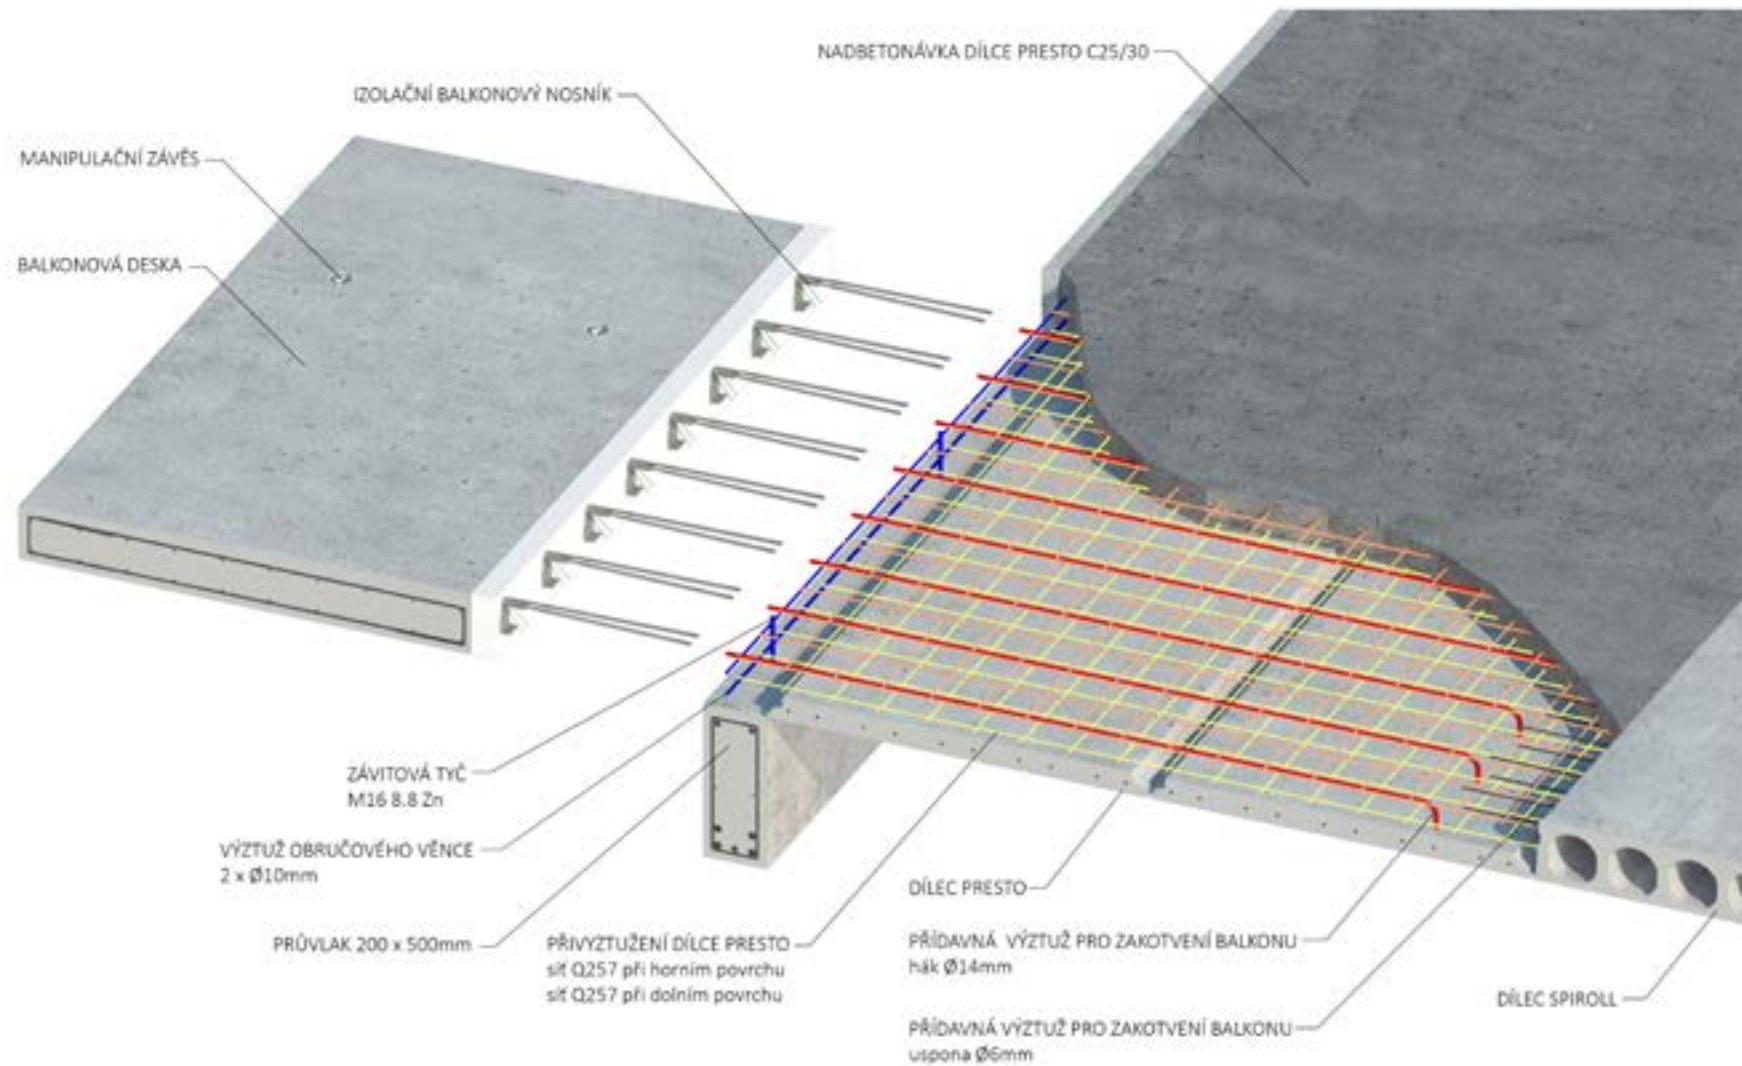 NADBETONÁVKA DÍLCE PRESTO C25/30
IZOLAČNÍ BALKONOVÝ NOSNÍK
MANIPULAČNÍ ZÁVĚS
BALKONOVÁ DESKA
ZÁVITOVÁ TYČ
M16 8.8 Zn
VÝZTUŽ OBRUČOVÉHO VĚNCE
2 x Ø10mm
PRŮVLAK 200 x 500mm
PŘIVYZTUŽENÍ DÍLCE PRESTO
síť Q257 při horním povrchu
síť Q257 při dolním povrchu
DÍLEC PRESTO
PŘÍDAVNÁ VÝZTUŽ PRO ZAKOTVENÍ BALKONU
hák Ø14mm
PŘÍDAVNÁ VÝZTUŽ PRO ZAKOTVENÍ BALKONU
uspona Ø6mm
DÍLEC SPIROLL